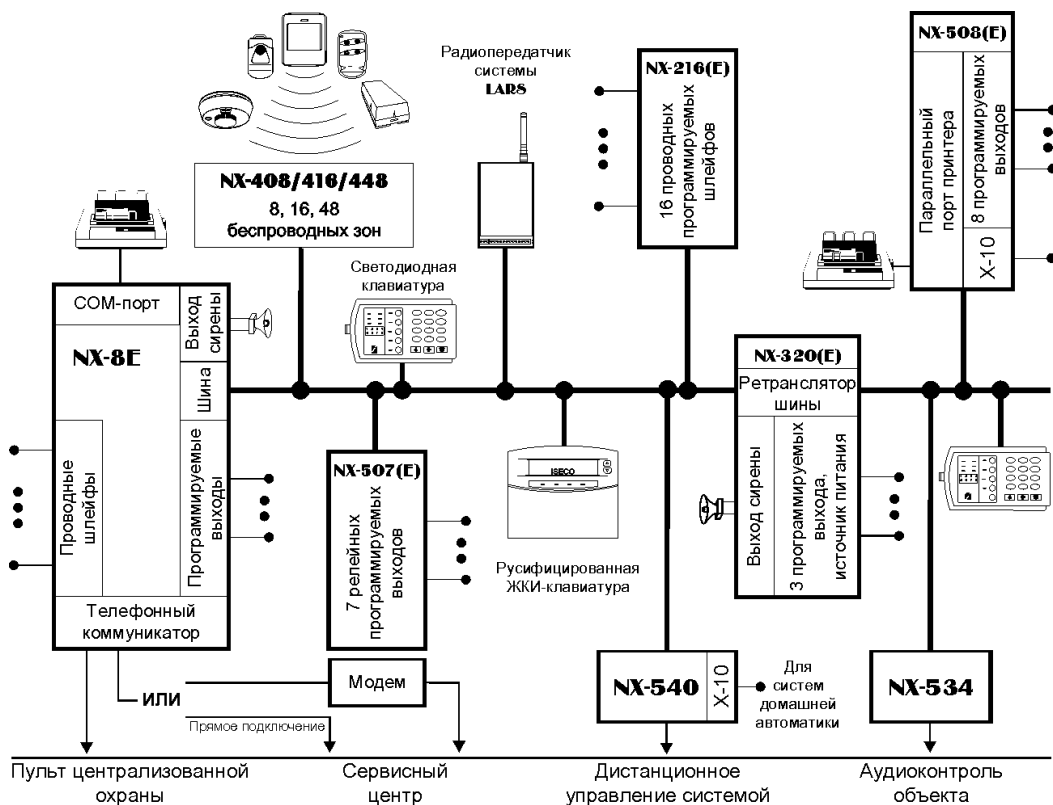 Радиопередатчик
системы
LARS
NX-408/416/448
8, 16, 48
беспроводных зон
NX-216(E)
16 проводных
программируемых
шлейфов
NX-508(E)
Параллельный
порт принтера
8 программируемых
выходов
X-10
COM-порт
Выход
сирены
NX-8E
Шина
Проводные
шлейфы
Программируемые
выходы
Телефонный
коммуникатор
Светодиодная
клавиатура
NX-507(E)
7 релейных
программируемых
выходов
ISECO
Русифицированная
ЖКИ-клавиатура
NX-320(E)
Ретранслятор
шины
Выход сирены
3 программируемых
выхода,
источник питания
ИЛИ
Модем
Прямое подключение
NX-540
X-10
Для
систем
домашней
автоматики
NX-534
Пульт централизованной
охраны
Сервисный
центр
Дистанционное
управление системой
Аудиоконтроль
объекта